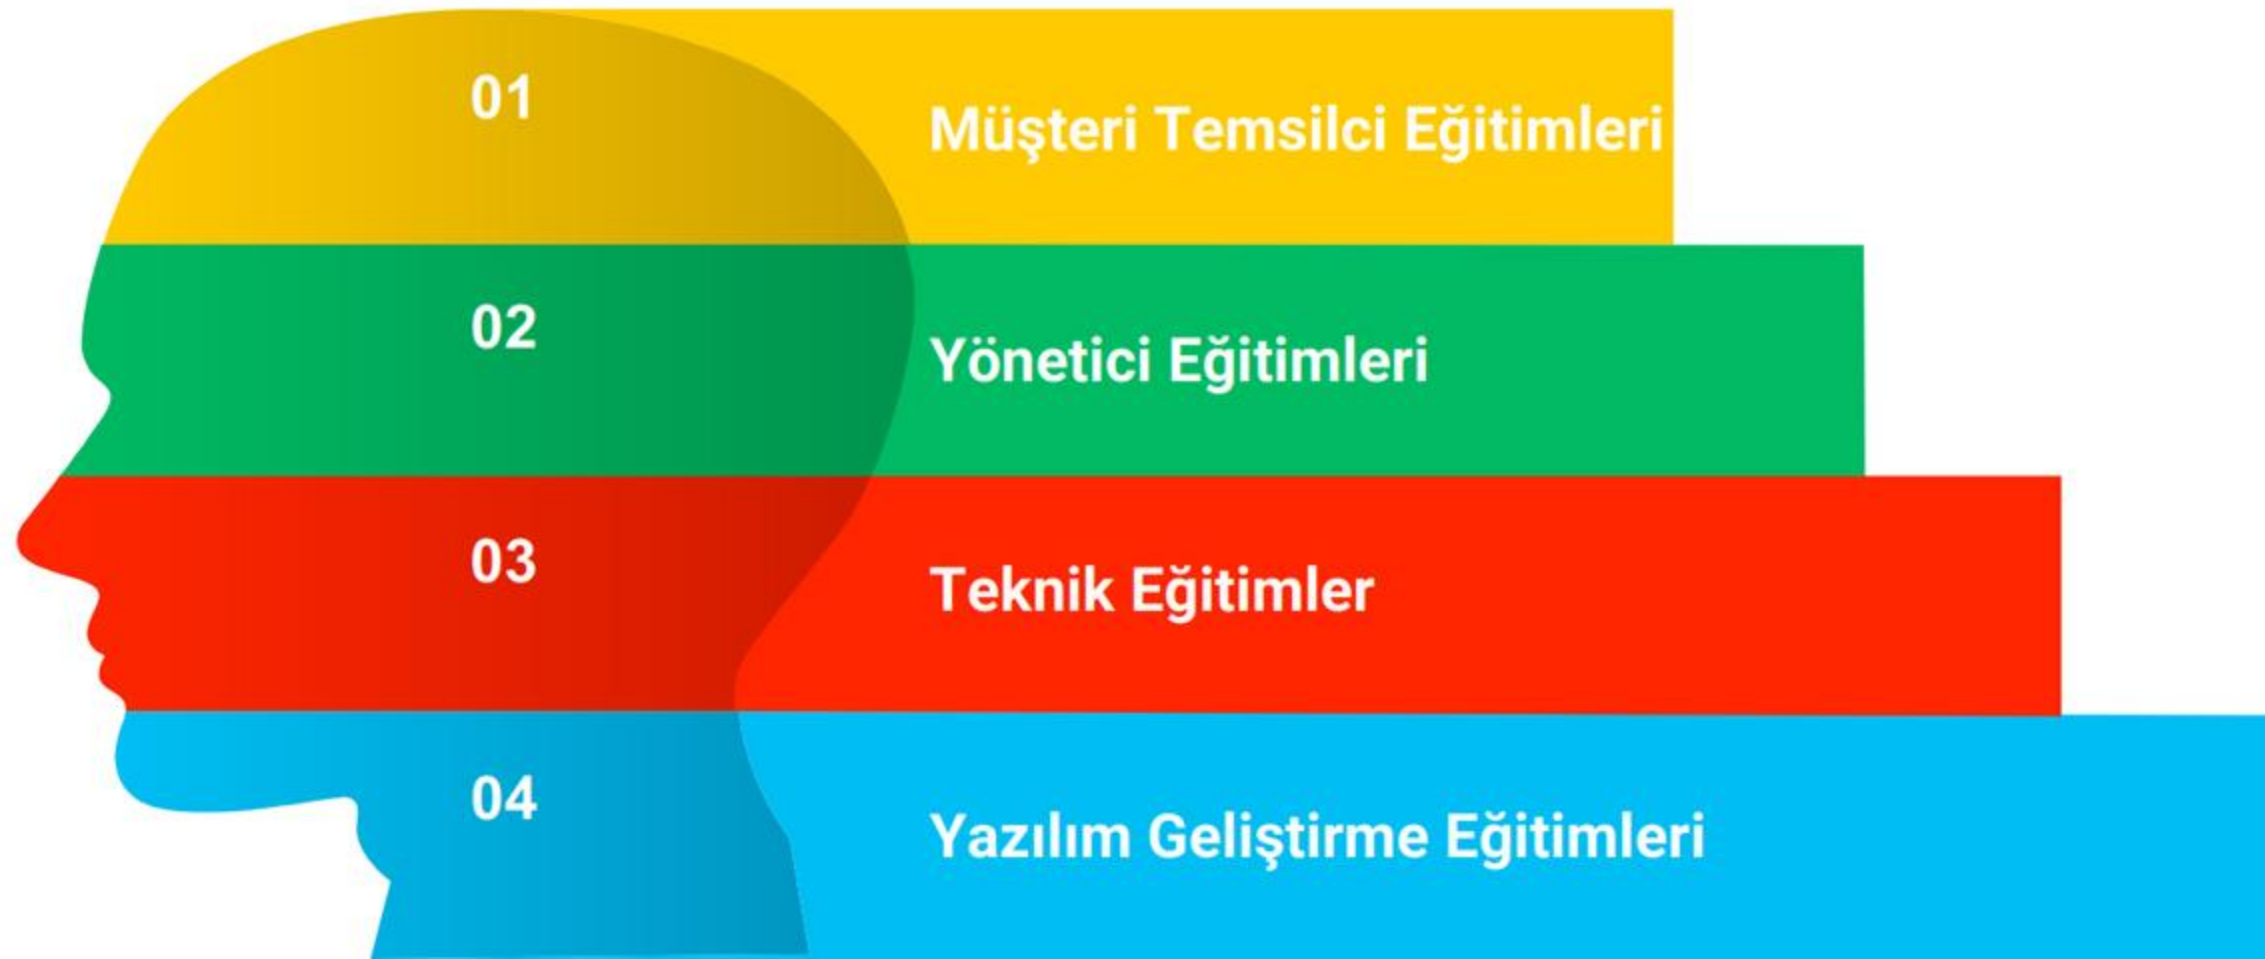 01
Müşteri Temsilci Eğitimleri
02
Yönetici Eğitimleri
03
Teknik Eğitimler
04
Yazılım Geliştirme Eğitimleri